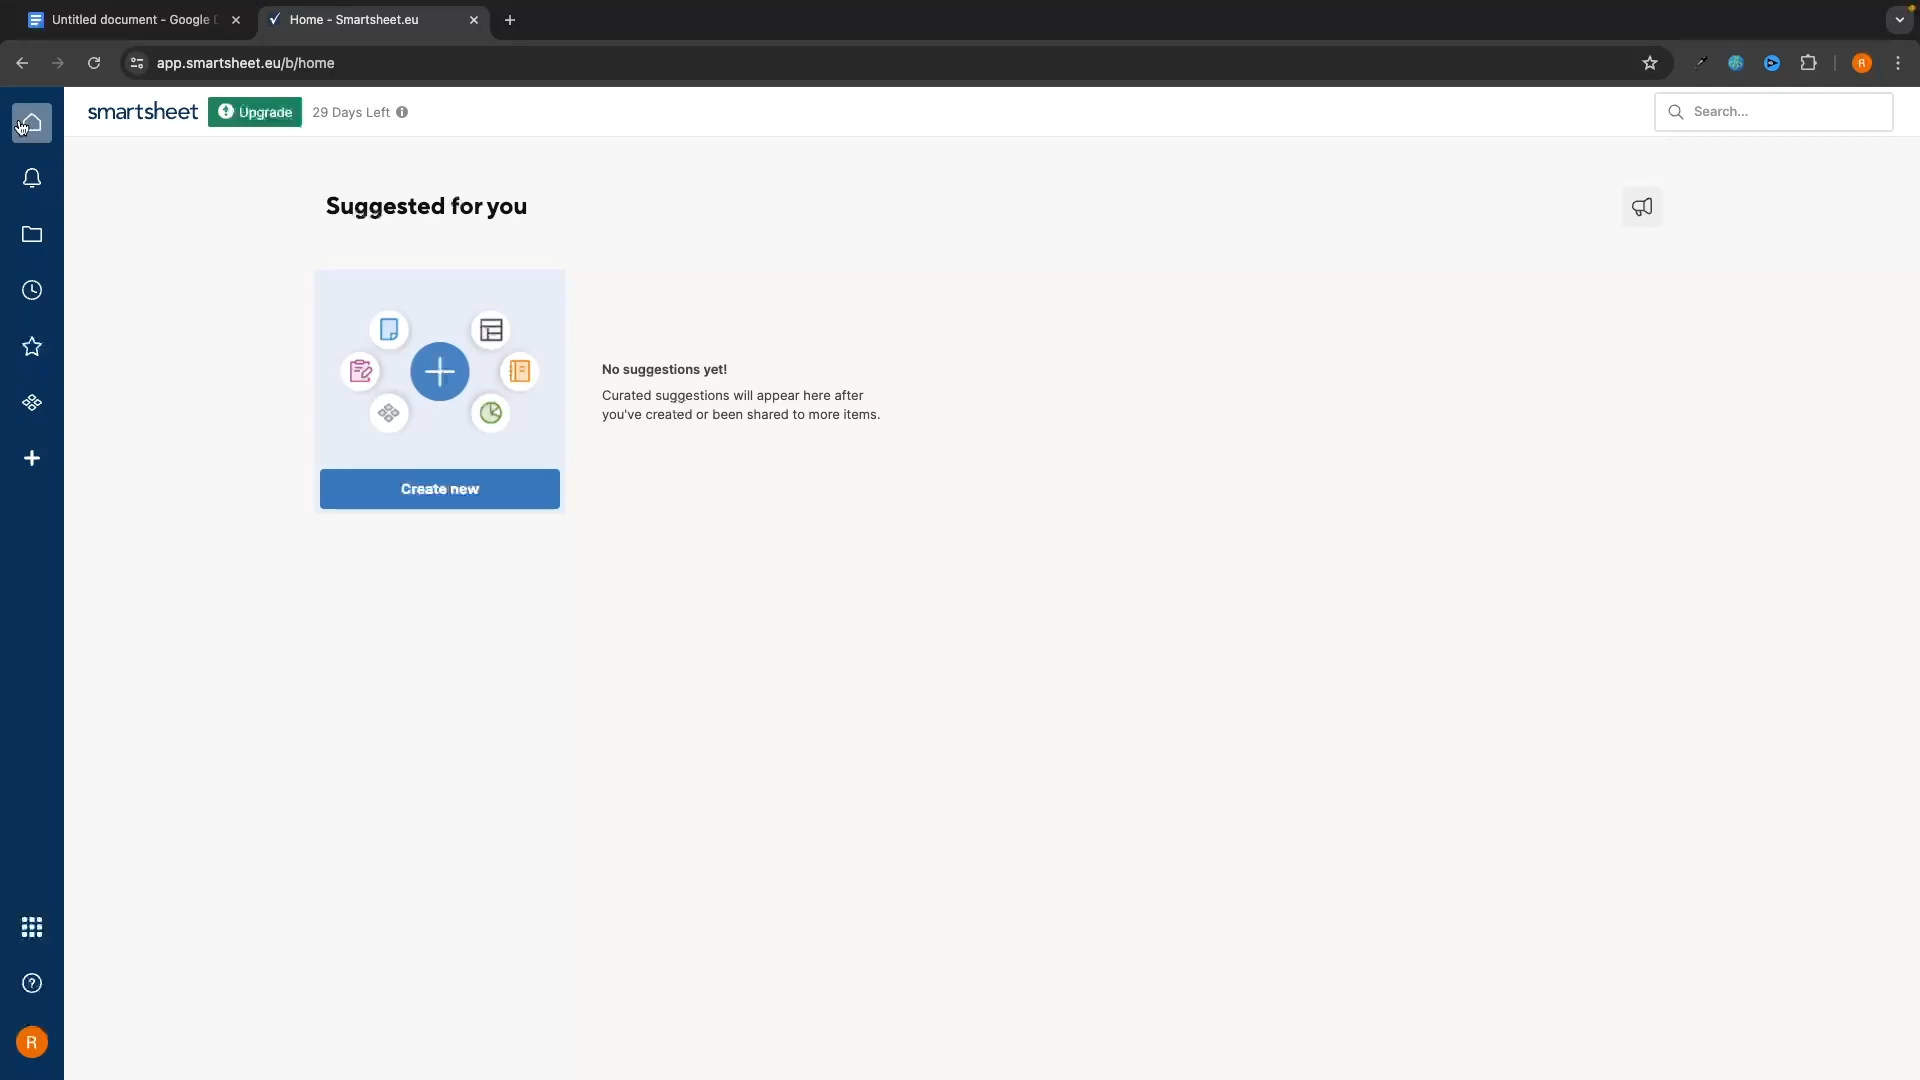 Untitled document - Google D
Home - Smartsheet.eu
app.smartsheet.eu/b/home
R
smartsheet
Upgrade
29 Days Left
Search...
Suggested for you
No suggestions yet!
Curated suggestions will appear here after
you've created or been shared to more items.
Create new
R